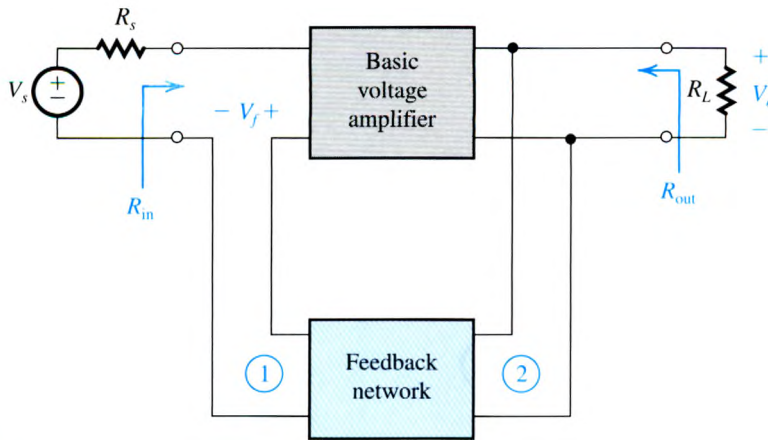 R_s
Basic
voltage
amplifier
+
−
V_s
− V_f +
R_L
+
V
−
R_in
R_out
1
Feedback
network
2